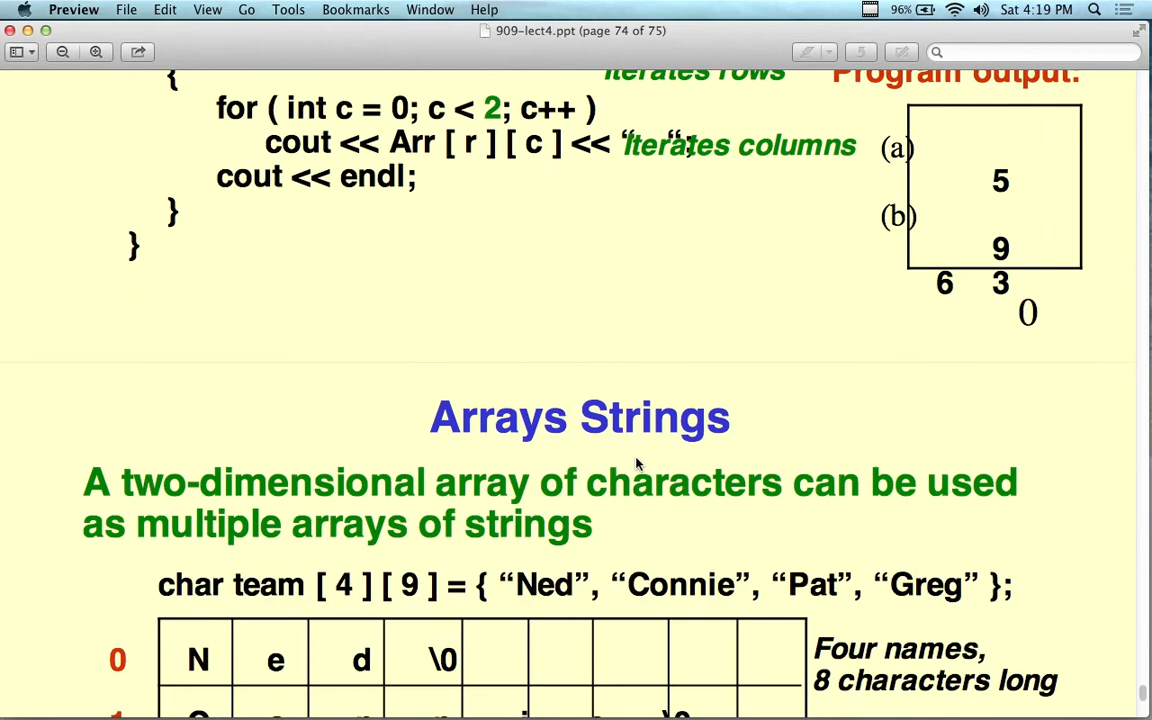 Preview File Edit View Go Tools Bookmarks Window Help 96% Sat 4:19 PM
909-lect4.ppt (page 74 of 75)
{ iterates rows Program output:
for ( int c = 0; c < 2; c++ )
cout << Arr [ r ] [ c ] << “ “; Iterates columns (a)
cout << endl; 5
} (b)
} 9
6 3
0
Arrays Strings
A two-dimensional array of characters can be used
as multiple arrays of strings
char team [ 4 ] [ 9 ] = { “Ned”, “Connie”, “Pat”, “Greg” };
0 N e d \0 Four names,
8 characters long